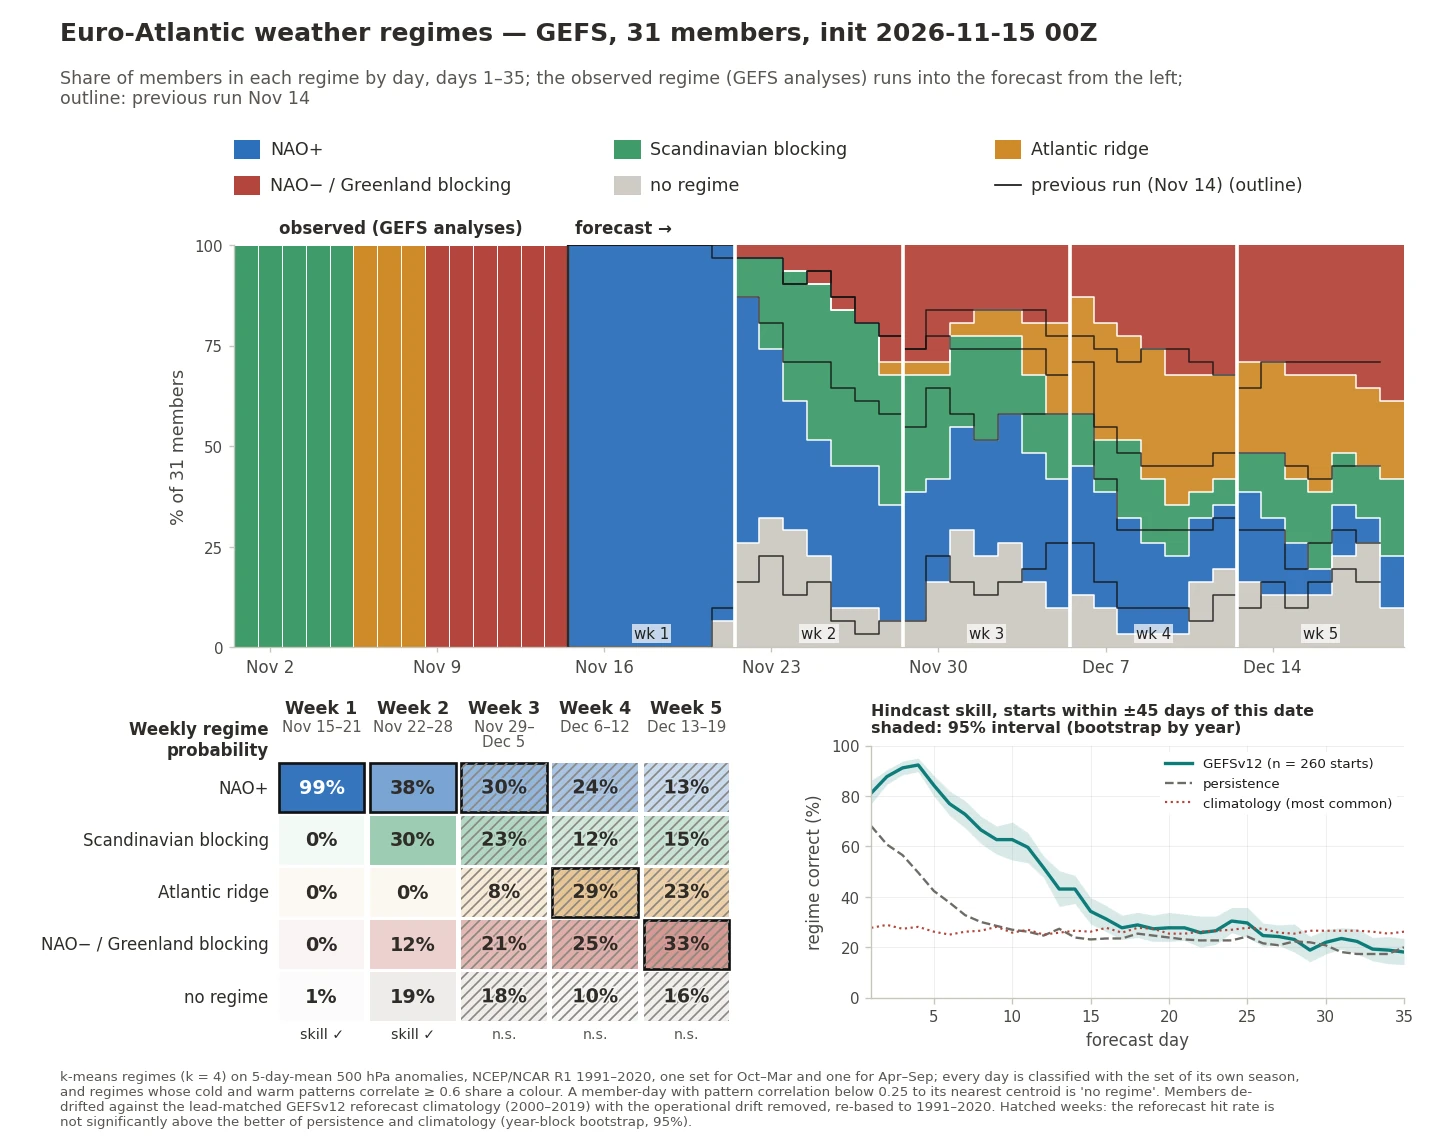 Euro-Atlantic weather regimes — GEFS, 31 members, init 2026-11-15 00Z
Share of members in each regime by day, days 1–35; the observed regime (GEFS analyses) runs into the forecast from the left;
outline: previous run Nov 14
NAO+
Scandinavian blocking
Atlantic ridge
NAO− / Greenland blocking
no regime
previous run (Nov 14) (outline)
observed (GEFS analyses)
forecast →
100
75
50
25
0
% of 31 members
wk 1
wk 2
wk 3
wk 4
wk 5
Nov 2
Nov 9
Nov 16
Nov 23
Nov 30
Dec 7
Dec 14
Weekly regime
probability
Week 1 Week 2 Week 3 Week 4 Week 5
Nov 15–21 Nov 22–28 Nov 29– Dec 6–12 Dec 13–19
Dec 5
NAO+ 99% 38% 30% 24% 13%
Scandinavian blocking 0% 30% 23% 12% 15%
Atlantic ridge 0% 0% 8% 29% 23%
NAO− / Greenland blocking 0% 12% 21% 25% 33%
no regime 1% 19% 18% 10% 16%
skill ✓ skill ✓ n.s. n.s. n.s.
Hindcast skill, starts within ±45 days of this date
shaded: 95% interval (bootstrap by year)
GEFSv12 (n = 260 starts)
persistence
climatology (most common)
100
80
60
40
20
0
regime correct (%)
5 10 15 20 25 30 35
forecast day
k-means regimes (k = 4) on 5-day-mean 500 hPa anomalies, NCEP/NCAR R1 1991–2020, one set for Oct–Mar and one for Apr–Sep; every day is classified with the set of its own season,
and regimes whose cold and warm patterns correlate ≥ 0.6 share a colour. A member-day with pattern correlation below 0.25 to its nearest centroid is 'no regime'. Members de-
drifted against the lead-matched GEFSv12 reforecast climatology (2000–2019) with the operational drift removed, re-based to 1991–2020. Hatched weeks: the reforecast hit rate is
not significantly above the better of persistence and climatology (year-block bootstrap, 95%).